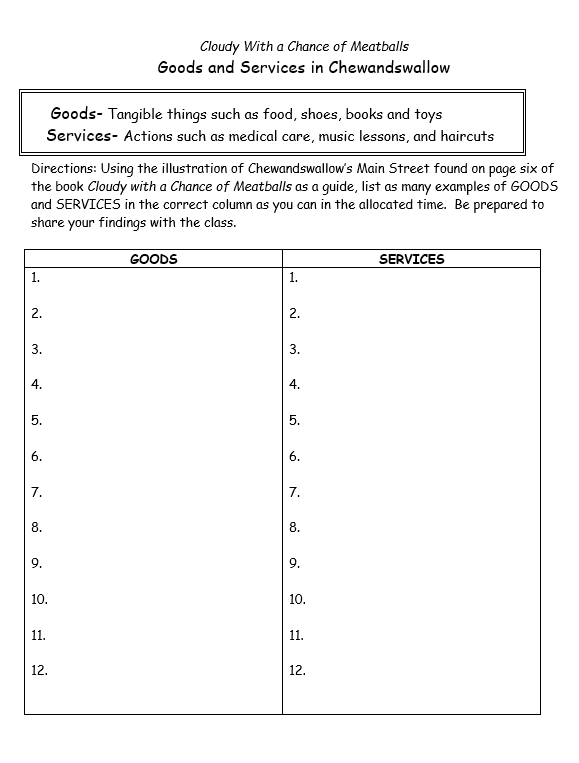 Cloudy With a Chance of Meatballs
Goods and Services in Chewandswallow
Goods- Tangible things such as food, shoes, books and toys
Services- Actions such as medical care, music lessons, and haircuts
Directions: Using the illustration of Chewandswallow's Main Street found on page six of
the book Cloudy with a Chance of Meatballs as a guide, list as many examples of GOODS
and SERVICES in the correct column as you can in the allocated time.  Be prepared to
share your findings with the class.
GOODS SERVICES
1. 1.
2. 2.
3. 3.
4. 4.
5. 5.
6. 6.
7. 7.
8. 8.
9. 9.
10. 10.
11. 11.
12. 12.